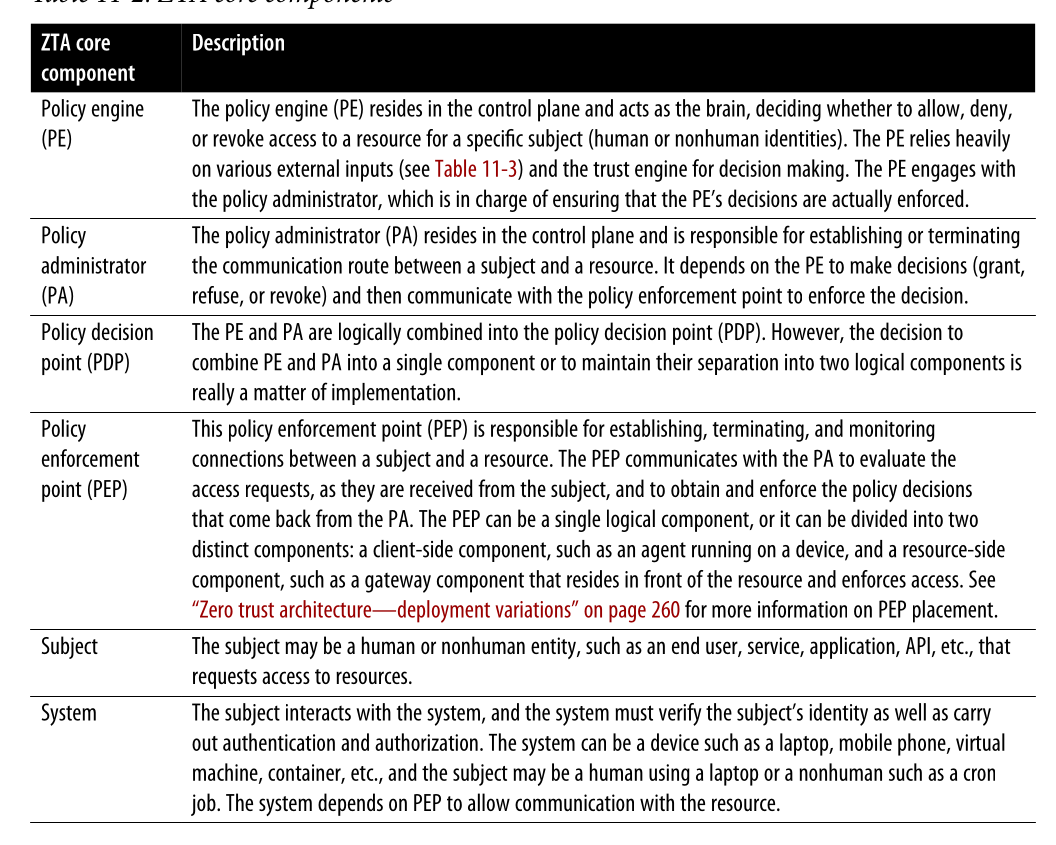 Table 11-2. ZTA core components
ZTA core
component
Description
Policy engine
(PE)
The policy engine (PE) resides in the control plane and acts as the brain, deciding whether to allow, deny,
or revoke access to a resource for a specific subject (human or nonhuman identities). The PE relies heavily
on various external inputs (see Table 11-3) and the trust engine for decision making. The PE engages with
the policy administrator, which is in charge of ensuring that the PE’s decisions are actually enforced.
Policy
administrator
(PA)
The policy administrator (PA) resides in the control plane and is responsible for establishing or terminating
the communication route between a subject and a resource. It depends on the PE to make decisions (grant,
refuse, or revoke) and then communicate with the policy enforcement point to enforce the decision.
Policy decision
point (PDP)
The PE and PA are logically combined into the policy decision point (PDP). However, the decision to
combine PE and PA into a single component or to maintain their separation into two logical components is
really a matter of implementation.
Policy
enforcement
point (PEP)
This policy enforcement point (PEP) is responsible for establishing, terminating, and monitoring
connections between a subject and a resource. The PEP communicates with the PA to evaluate the
access requests, as they are received from the subject, and to obtain and enforce the policy decisions
that come back from the PA. The PEP can be a single logical component, or it can be divided into two
distinct components: a client-side component, such as an agent running on a device, and a resource-side
component, such as a gateway component that resides in front of the resource and enforces access. See
“Zero trust architecture—deployment variations” on page 260 for more information on PEP placement.
Subject
The subject may be a human or nonhuman entity, such as an end user, service, application, API, etc., that
requests access to resources.
System
The subject interacts with the system, and the system must verify the subject’s identity as well as carry
out authentication and authorization. The system can be a device such as a laptop, mobile phone, virtual
machine, container, etc., and the subject may be a human using a laptop or a nonhuman such as a cron
job. The system depends on PEP to allow communication with the resource.